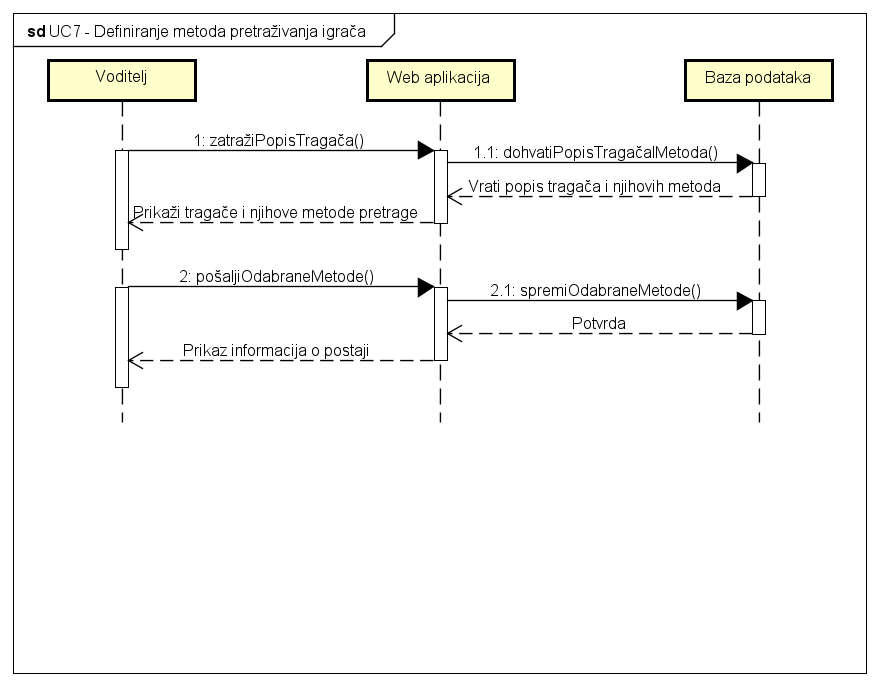 sd UC7 - Definiranje metoda pretraživanja igrača
Voditelj
Web aplikacija
Baza podataka
1: zatražiPopisTragača()
1.1: dohvatiPopisTragačaIMetoda()
Vrati popis tragača i njihovih metoda
Prikaži tragače i njihove metode pretrage
2: pošaljiOdabraneMetode()
2.1: spremiOdabraneMetode()
Potvrda
Prikaz informacija o postaji